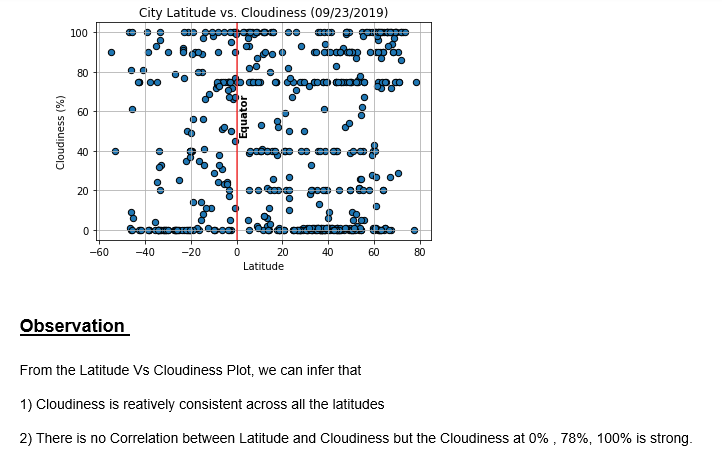 City Latitude vs. Cloudiness (09/23/2019)
100
80
60
40
20
0
Cloudiness (%)
Equator
−60 −40 −20 0 20 40 60 80
Latitude
Observation
From the Latitude Vs Cloudiness Plot, we can infer that
1) Cloudiness is reatively consistent across all the latitudes
2) There is no Correlation between Latitude and Cloudiness but the Cloudiness at 0% , 78%, 100% is strong.